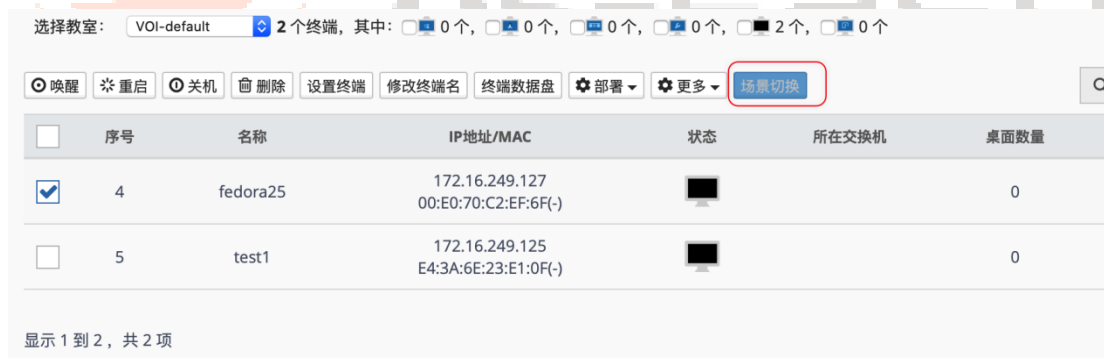 选择教室： VOI-default 2 个终端，其中： 0 个， 0 个， 0 个， 0 个， 2 个， 0 个
唤醒 重启 关机 删除 设置终端 修改终端名 终端数据盘 部署 更多 场景切换
序号 名称 IP地址/MAC 状态 所在交换机 桌面数量
4 fedora25 172.16.249.127 0
00:E0:70:C2:EF:6F(-)
5 test1 172.16.249.125 0
E4:3A:6E:23:E1:0F(-)
显示 1 到 2 ，共 2 项